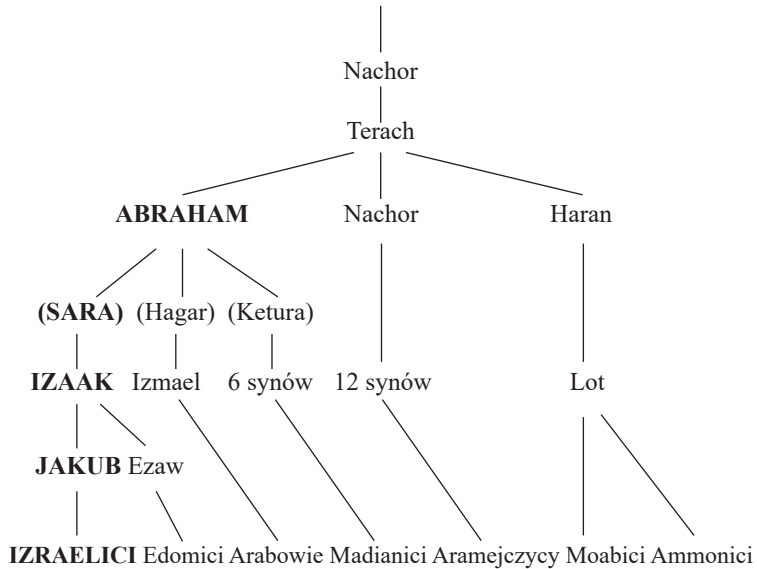 Nachor
Terach
ABRAHAM Nachor Haran
(SARA) (Hagar) (Ketura)
IZAAK Izmael 6 synów 12 synów Lot
JAKUB Ezaw
IZRAELICI Edomici Arabowie Madianici Aramejczycy Moabici Ammonici